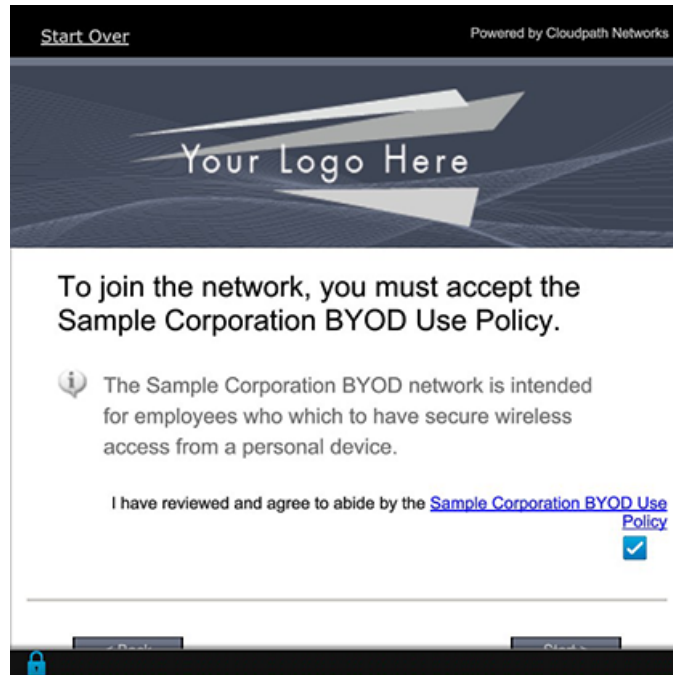 Start Over
Powered by Cloudpath Networks
Your Logo Here
To join the network, you must accept the
Sample Corporation BYOD Use Policy.
The Sample Corporation BYOD network is intended
for employees who which to have secure wireless
access from a personal device.
I have reviewed and agree to abide by the Sample Corporation BYOD Use
Policy
< Back
Start >